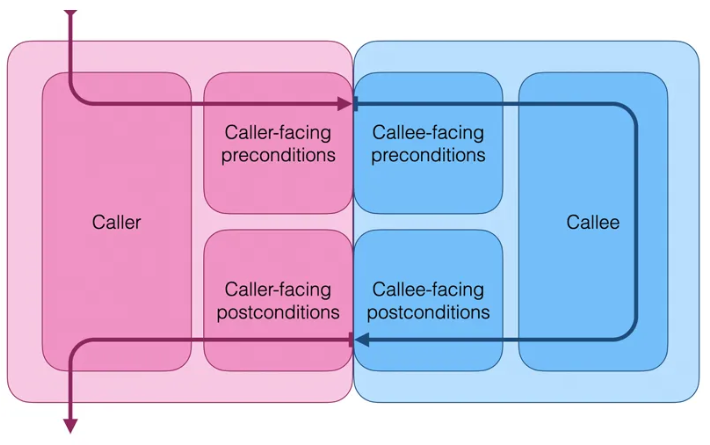 Caller-facing
preconditions
Callee-facing
preconditions
Caller
Callee
Caller-facing
postconditions
Callee-facing
postconditions